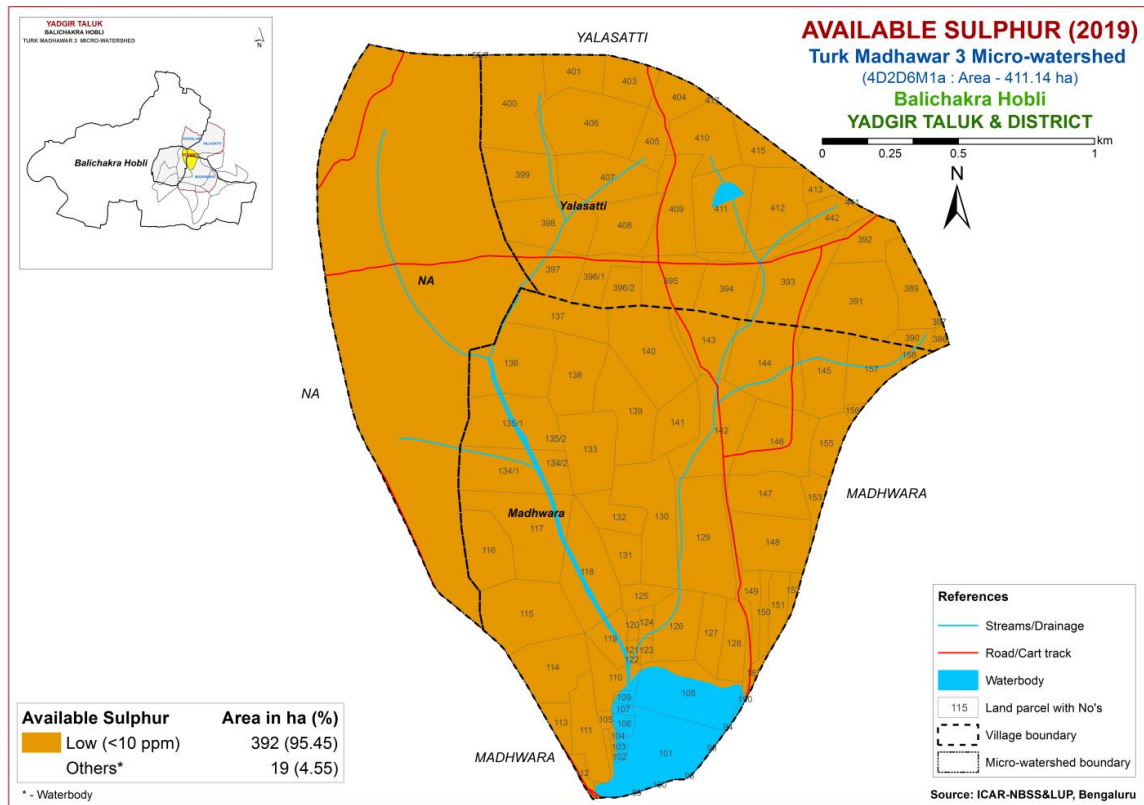 YADGIR TALUK
BALICHAKRA HOBLI
TURK MADHAWAR 3 MICRO-WATERSHED
N
Balichakra Hobli
YALASATTI
AVAILABLE SULPHUR (2019)
Turk Madhawar 3 Micro-watershed
(4D2D6M1a : Area - 411.14 ha)
Balichakra Hobli
YADGIR TALUK & DISTRICT
km
0 0.25 0.5 1
N
401 403 404
400 406 405 410 415
399 407 413
398 Yalasatti 408 409 411 412 442
392
397 396/1 396/2 395 394 393 389
NA
391
137 143 390 388
140 144 158
136 138 145 157
NA
139 156
135/1 141 142
135/2 133 146 155
134/1 134/2
147 153
MADHWARA
Madhwara
117 132 130
116 131 129 148
118
125 149 150 151
115 120 124 126 127 128
119 121 123
122
114 110 108
109
107
113 111 105 106
104
103 101
102
MADHWARA
References
Streams/Drainage
Road/Cart track
Waterbody
115 Land parcel with No's
Village boundary
Micro-watershed boundary
Available Sulphur Area in ha (%)
Low (<10 ppm) 392 (95.45)
Others* 19 (4.55)
* - Waterbody
Source: ICAR-NBSS&LUP, Bengaluru